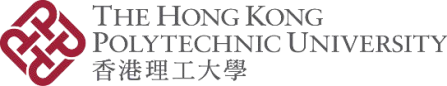 THE HONG KONG
POLYTECHNIC UNIVERSITY
香港理工大學